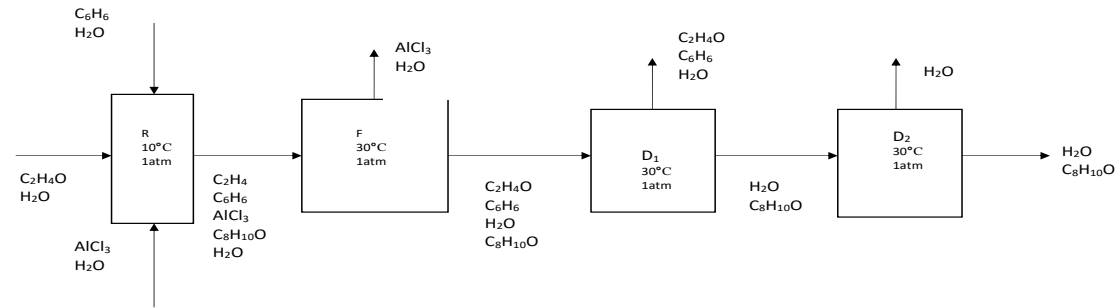 C₆H₆
H₂O
C₂H₄O
H₂O
AlCl₃
H₂O
R
10°C
1atm
C₂H₄
C₆H₆
AlCl₃
C₈H₁₀O
H₂O
AlCl₃
H₂O
F
30°C
1atm
C₂H₄O
C₆H₆
H₂O
C₈H₁₀O
C₂H₄O
C₆H₆
H₂O
D₁
30°C
1atm
H₂O
C₈H₁₀O
H₂O
D₂
30°C
1atm
H₂O
C₈H₁₀O